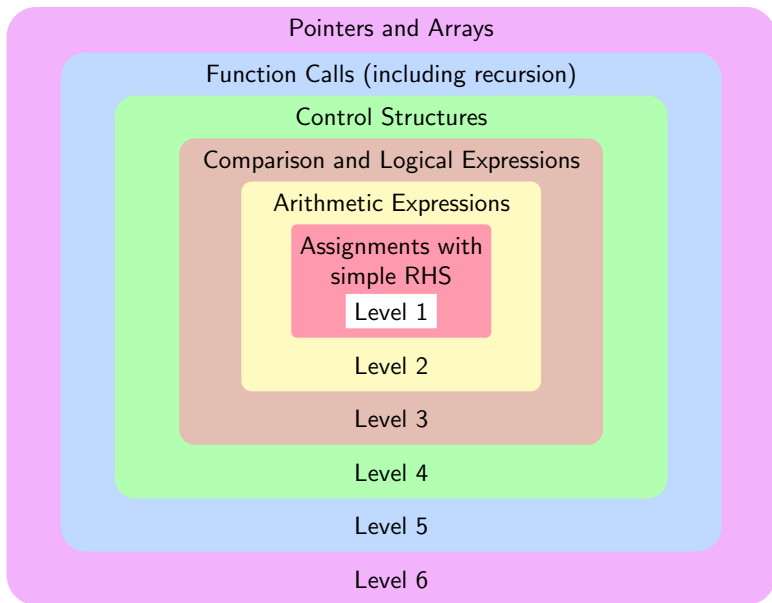 Pointers and Arrays
Function Calls (including recursion)
Control Structures
Comparison and Logical Expressions
Arithmetic Expressions
Assignments with
simple RHS
Level 1
Level 2
Level 3
Level 4
Level 5
Level 6